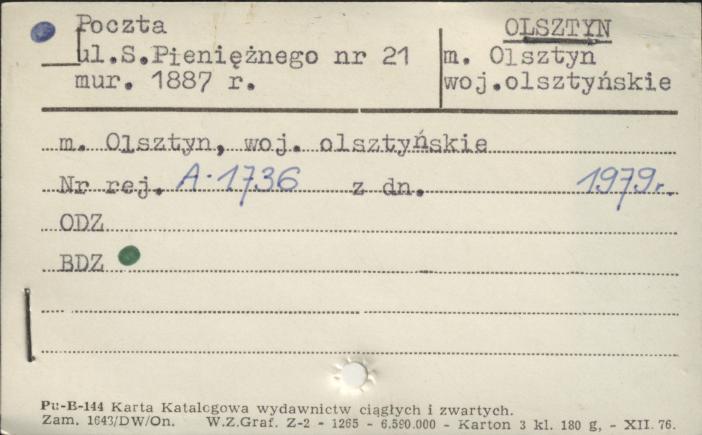 Poczta
ul.S.Pieniężnego nr 21
mur. 1887 r.
OLSZTYN
m. Olsztyn
woj.olsztyńskie
m. Olsztyn, woj. olsztyńskie
Nr rej. A-1736 z dn. 1979r.
ODZ
BDZ
Pu-B-144 Karta Katalogowa wydawnictw ciągłych i zwartych.
Zam. 1643/DW/On. W.Z.Graf. Z-2 - 1265 - 6.590.000 - Karton 3 kl. 180 g, - XII. 76.